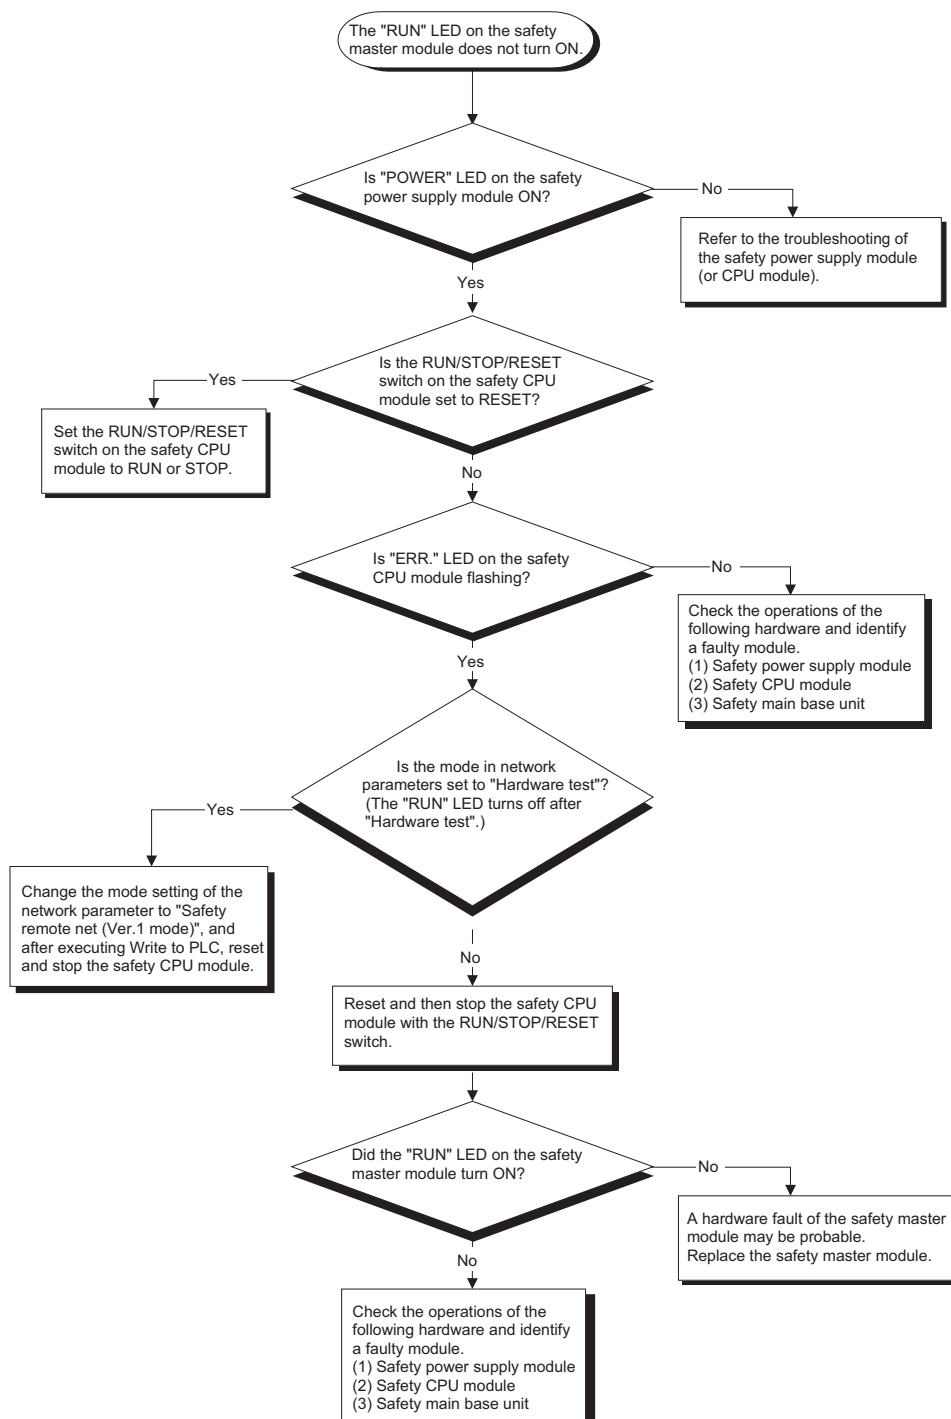 The "RUN" LED on the safety
master module does not turn ON.
Is "POWER" LED on the safety
power supply module ON?
No
Refer to the troubleshooting of
the safety power supply module
(or CPU module).
Yes
Is the RUN/STOP/RESET
switch on the safety CPU
module set to RESET?
Yes
Set the RUN/STOP/RESET
switch on the safety CPU
module to RUN or STOP.
No
Is "ERR." LED on the safety
CPU module flashing?
No
Check the operations of the
following hardware and identify
a faulty module.
(1) Safety power supply module
(2) Safety CPU module
(3) Safety main base unit
Yes
Is the mode in network
parameters set to "Hardware test"?
(The "RUN" LED turns off after
"Hardware test".)
Yes
Change the mode setting of the
network parameter to "Safety
remote net (Ver.1 mode)", and
after executing Write to PLC, reset
and stop the safety CPU module.
No
Reset and then stop the safety CPU
module with the RUN/STOP/RESET
switch.
Did the "RUN" LED on the safety
master module turn ON?
No
A hardware fault of the safety master
module may be probable.
Replace the safety master module.
No
Check the operations of the
following hardware and identify
a faulty module.
(1) Safety power supply module
(2) Safety CPU module
(3) Safety main base unit